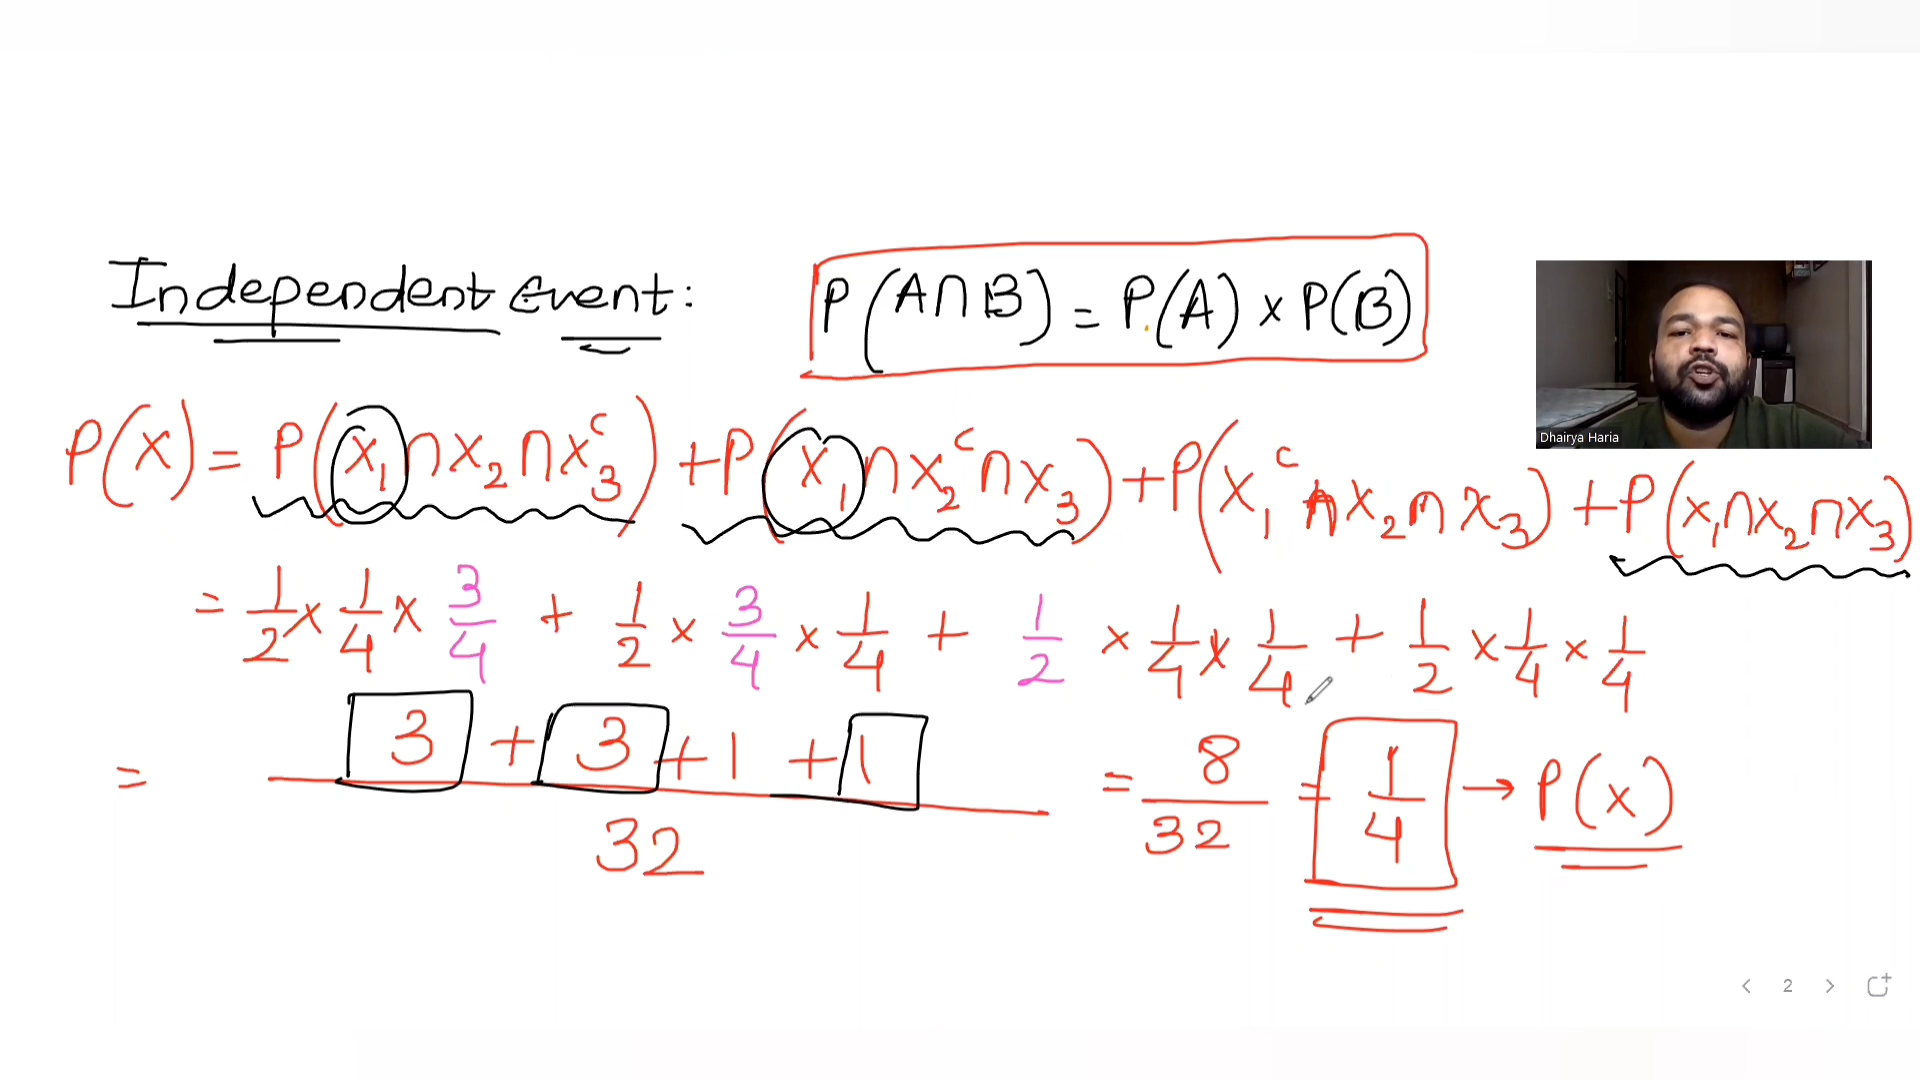 Independent Event:
P(A∩B) = P(A) × P(B)
Dhairya Haria
P(X) = P(X₁∩X₂∩X₃ᶜ) + P(X₁∩X₂ᶜ∩X₃) + P(X₁ᶜ∩X₂∩X₃) + P(X₁∩X₂∩X₃)
= 1/2 × 1/4 × 3/4 + 1/2 × 3/4 × 1/4 + 1/2 × 1/4 × 1/4 + 1/2 × 1/4 × 1/4
= (3 + 3 + 1 + 1)/32 = 8/32 = 1/4 → P(X)
2